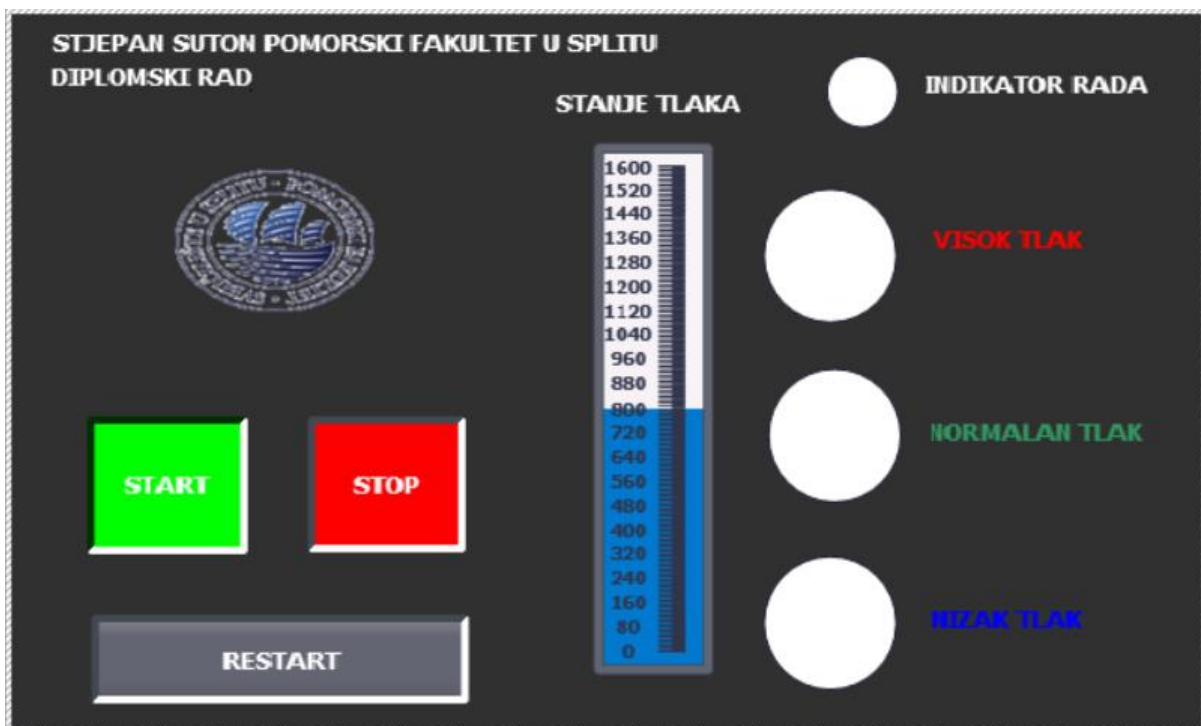 STJEPAN SUTON POMORSKI FAKULTET U SPLITU
DIPLOMSKI RAD
INDIKATOR RADA
STANJE TLAKA
1600
1520
1440
1360
1280
1200
1120
1040
960
880
800
720
640
560
480
400
320
240
160
80
0
VISOK TLAK
NORMALAN TLAK
NIZAK TLAK
START
STOP
RESTART